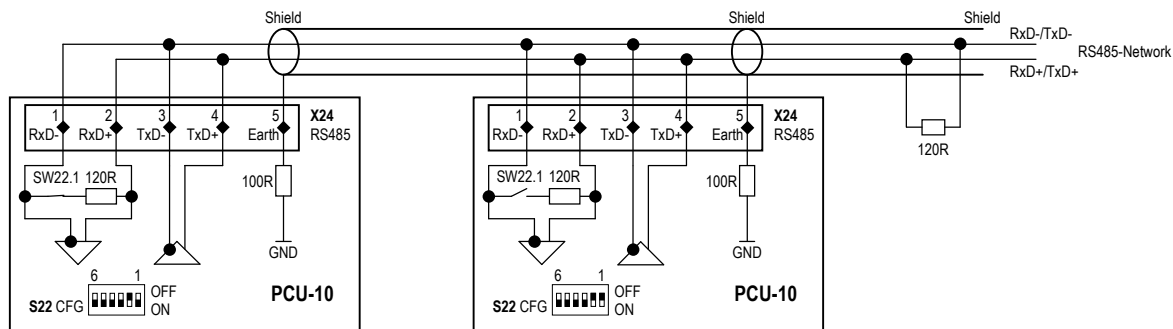 Shield Shield Shield
RxD-/TxD-
RS485-Network
RxD+/TxD+
1 2 3 4 5 X24
RxD- RxD+ TxD- TxD+ Earth RS485
SW22.1 120R
100R
GND
6 1
OFF
S22 CFG
ON
PCU-10
1 2 3 4 5 X24
RxD- RxD+ TxD- TxD+ Earth RS485
SW22.1 120R
100R
GND
6 1
OFF
S22 CFG
ON
PCU-10
120R